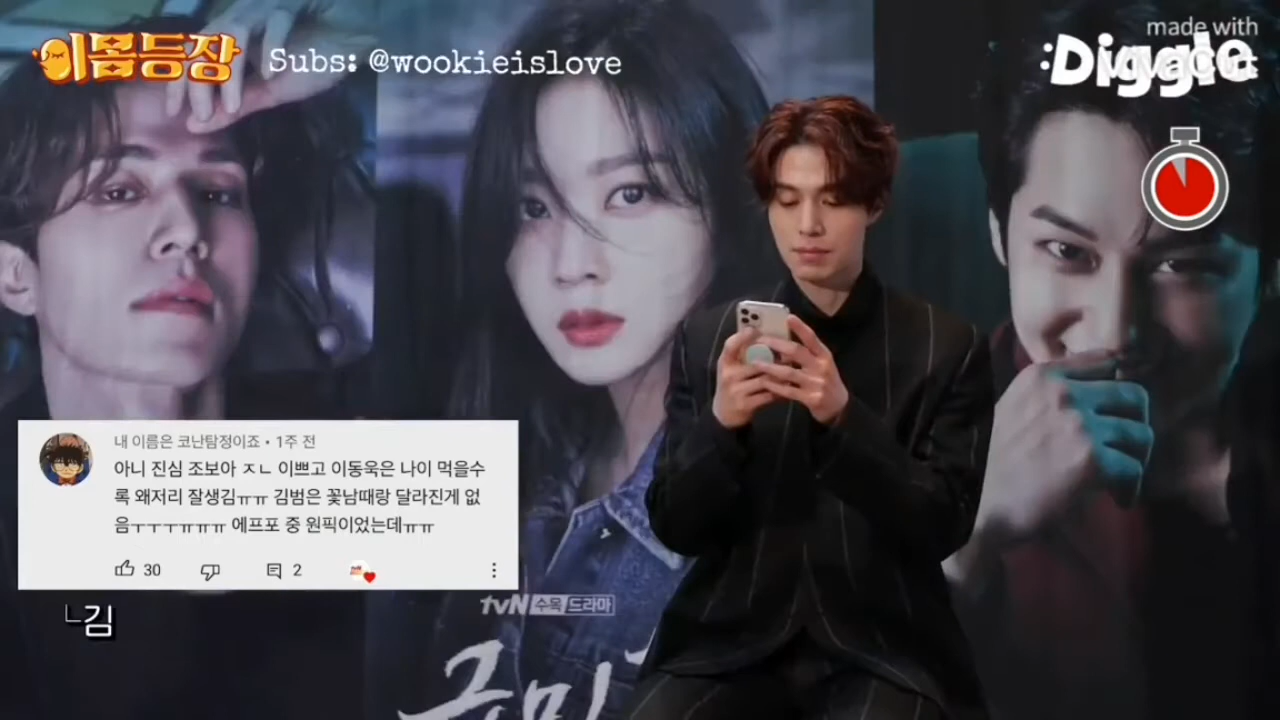 made with
이봄등장
Subs: @wookieislove
:Diggle
내 이름은 코난탐정이죠 • 1주 전
아니 진심 조보아 ㅈㄴ 이쁘고 이동욱은 나이 먹을수
록 왜저리 잘생김ㅠㅠ 김범은 꽃남때랑 달라진게 없
음ㅜㅜㅜㅠㅠㅠ 에프포 중 원픽이었는데ㅠㅠ
30
2
ㄴ김
tvN 수목 드라마
구미